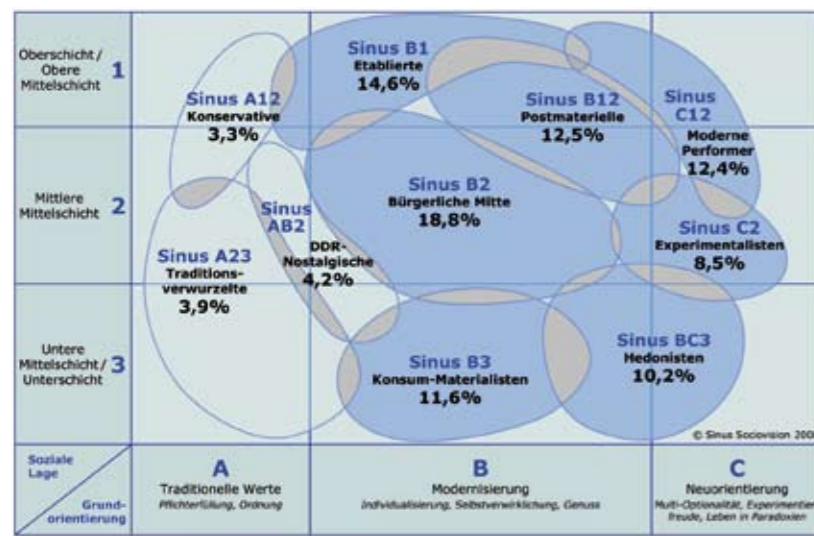 Oberschicht /
Obere
Mittelschicht
1
Sinus B1
Etablierte
14,6%
Sinus A12
Konservative
3,3%
Sinus B12
Postmaterielle
12,5%
Sinus
C12
Moderne
Performer
12,4%
Mittlere
Mittelschicht
2
Sinus B2
Bürgerliche Mitte
18,8%
Sinus
AB2
DDR-
Nostalgische
4,2%
Sinus A23
Traditions-
verwurzelte
3,9%
Sinus C2
Experimentalisten
8,5%
Untere
Mittelschicht /
Unterschicht
3
Sinus B3
Konsum-Materialisten
11,6%
Sinus BC3
Hedonisten
10,2%
© Sinus Sociovision 200
Soziale
Lage
Grund-
orientierung
A
Traditionelle Werte
Pflichterfüllung, Ordnung
B
Modernisierung
Individualisierung, Selbstverwirklichung, Genuss
C
Neuorientierung
Multi-Optionalität, Experimentier-
freude, Leben in Paradoxien